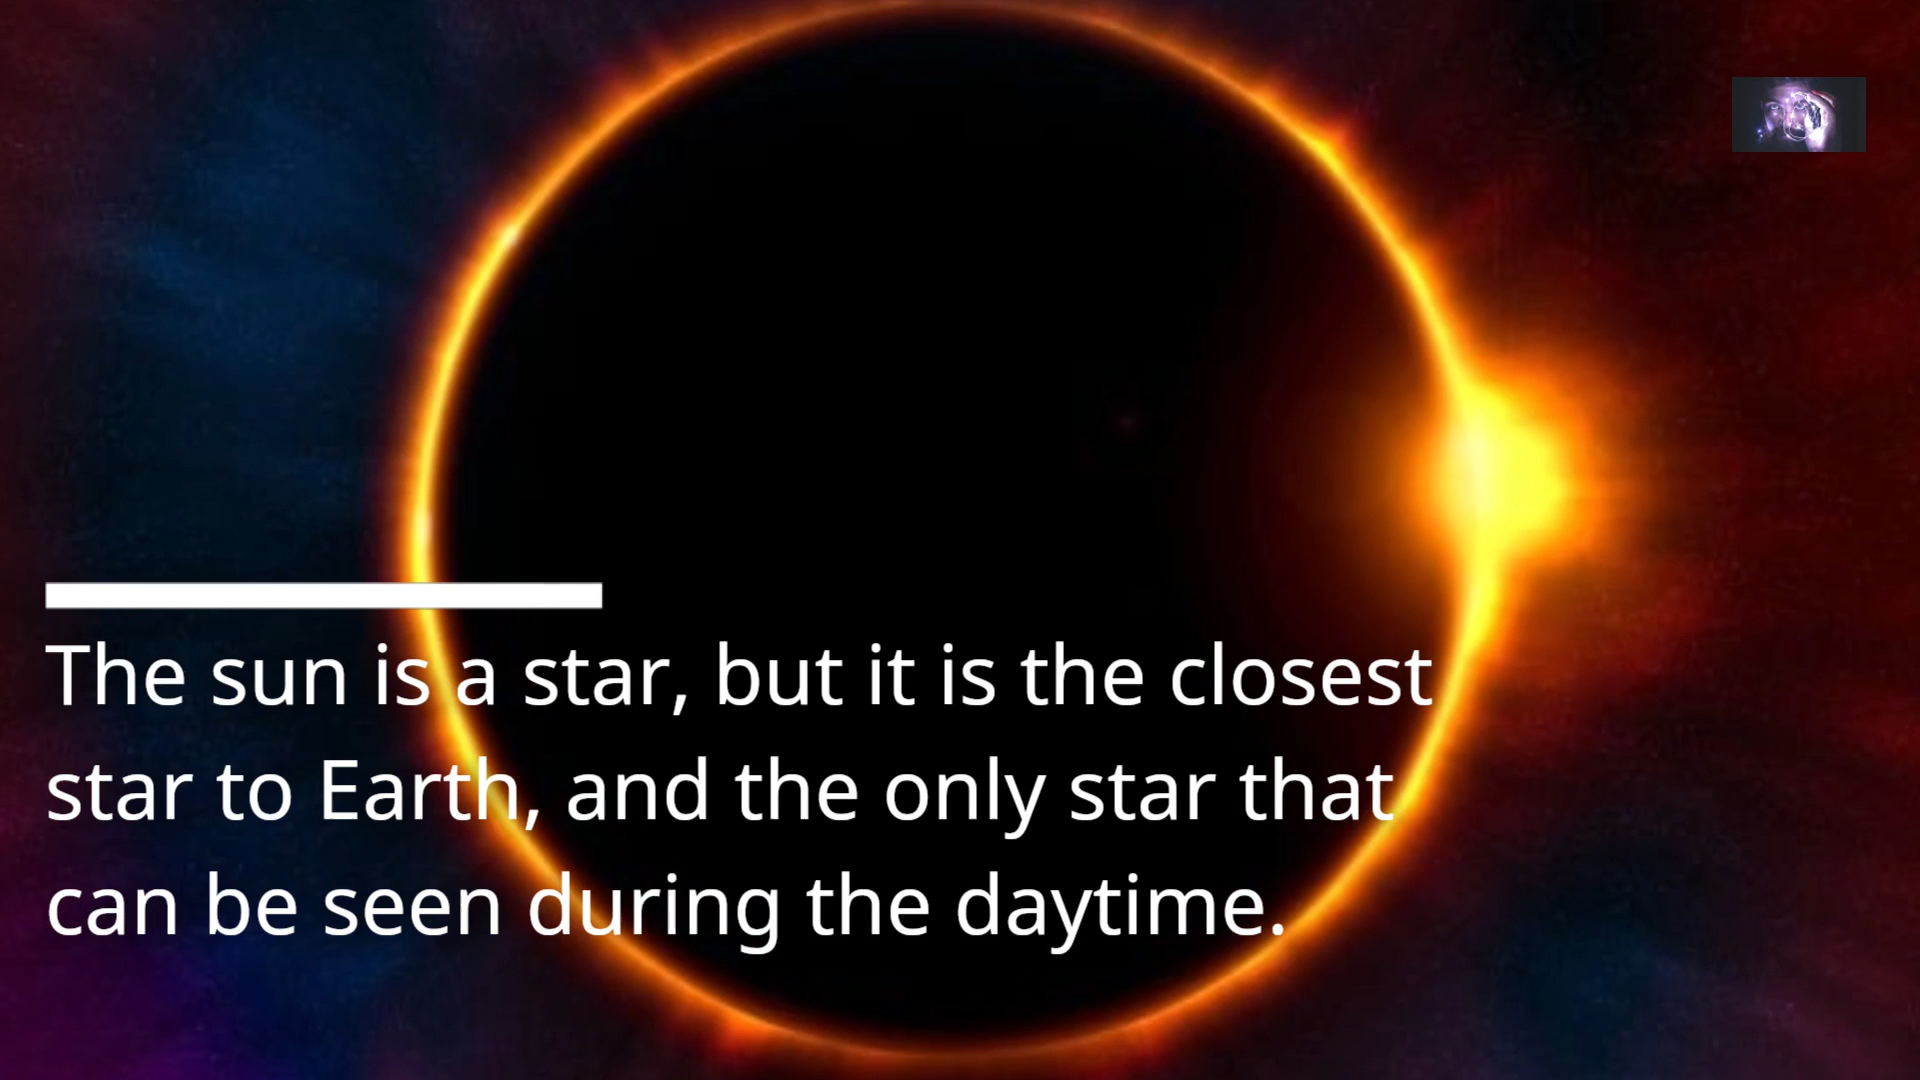 The sun is a star, but it is the closest
star to Earth, and the only star that
can be seen during the daytime.